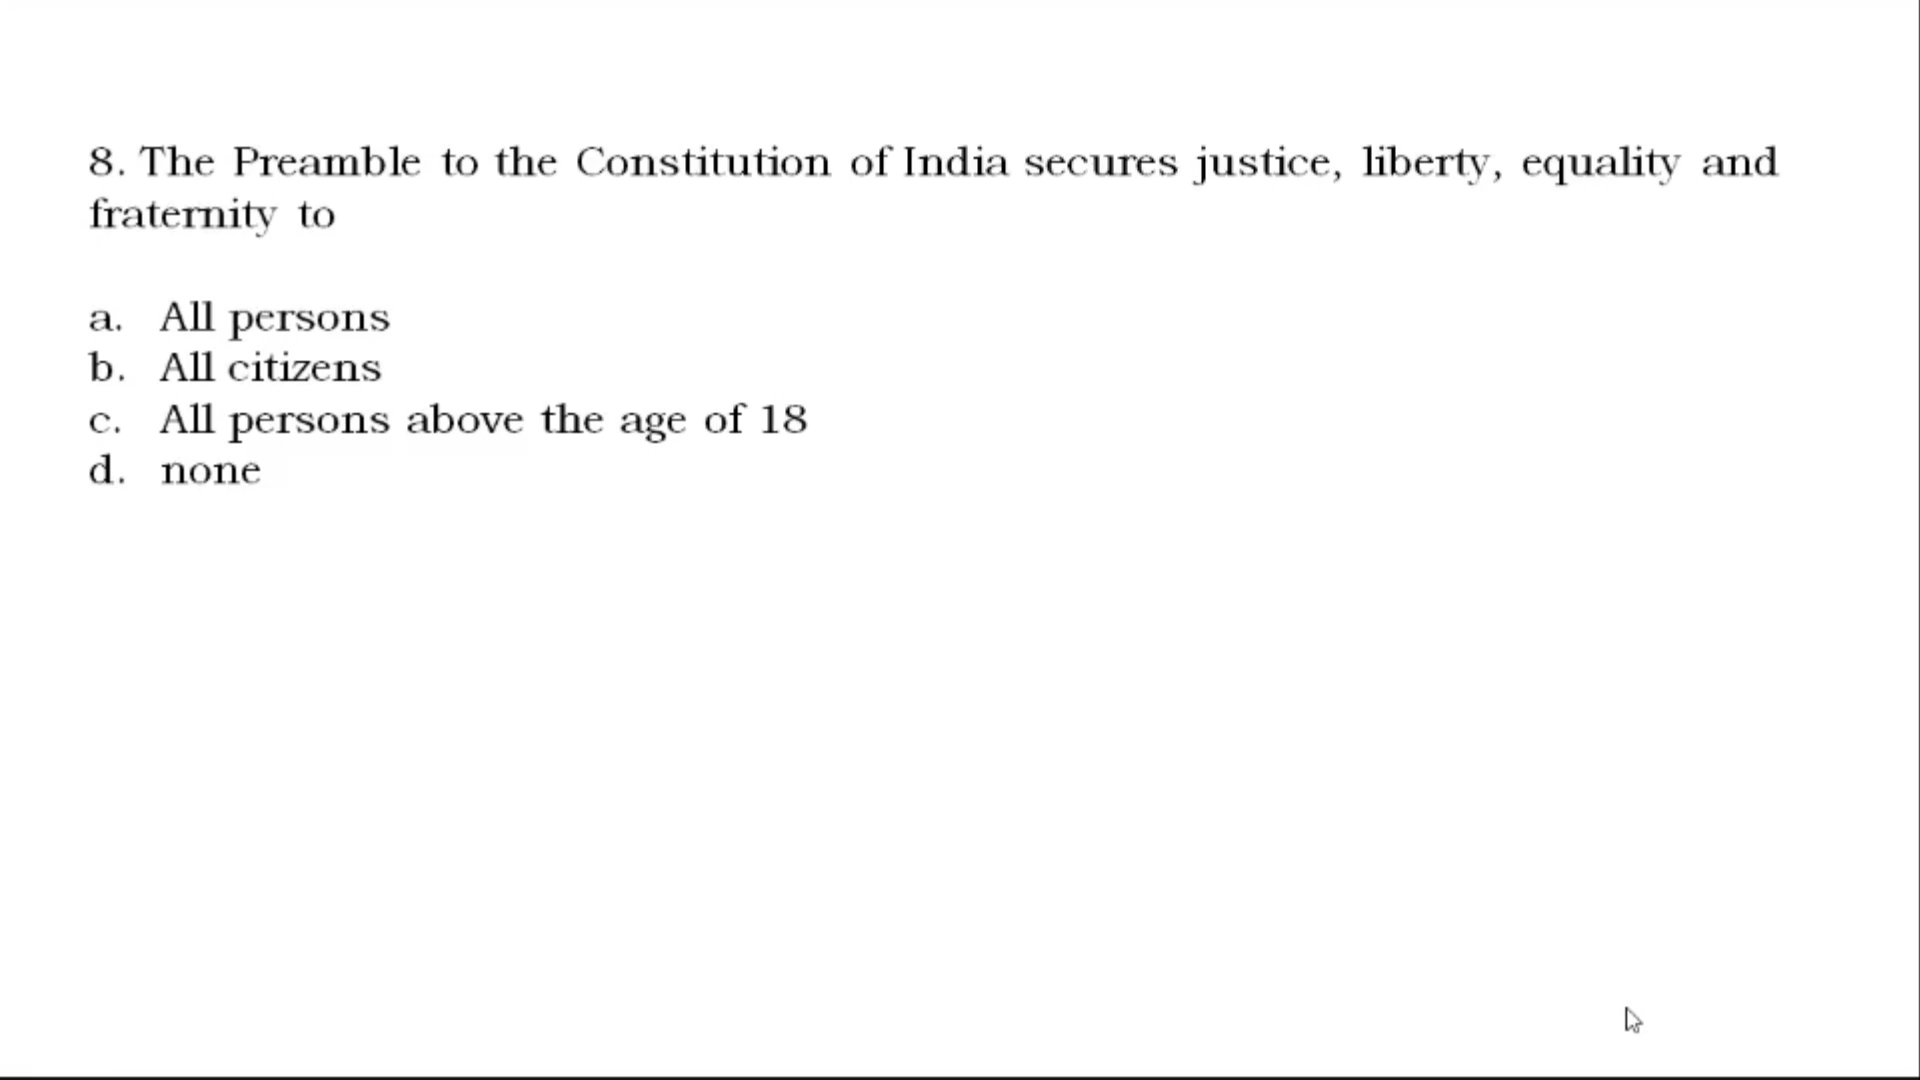 8. The Preamble to the Constitution of India secures justice, liberty, equality and
fraternity to
a. All persons
b. All citizens
c. All persons above the age of 18
d. none